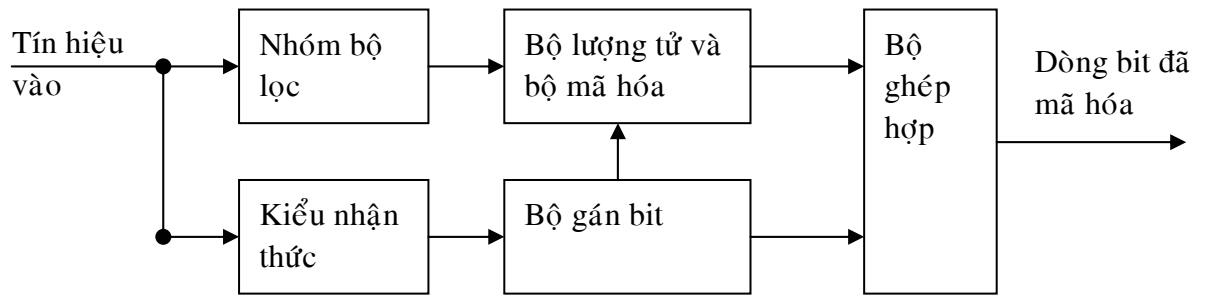 Tín hiệu
vào
Nhóm bộ
lọc
Bộ lượng tử và
bộ mã hóa
Bộ
ghép
hợp
Dòng bit đã
mã hóa
Kiểu nhận
thức
Bộ gán bit